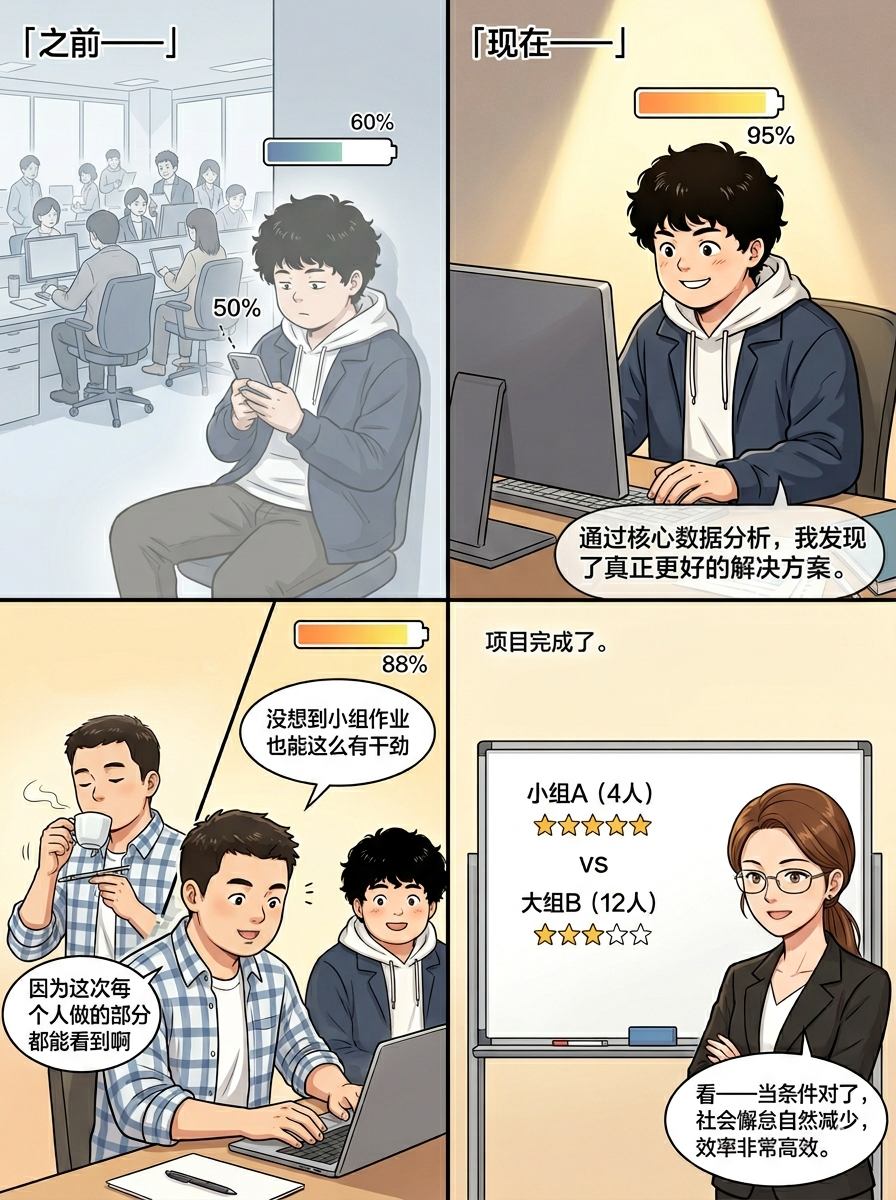 「之前——」
60%
50%
「现在——」
95%
通过核心数据分析，我发现
了真正更好的解决方案。
88%
没想到小组作业
也能这么有干劲
因为这次每
个人做的部分
都能看到啊
项目完成了。
小组A（4人）
VS
大组B（12人）
看——当条件对了，
社会懈怠自然减少，
效率非常高效。